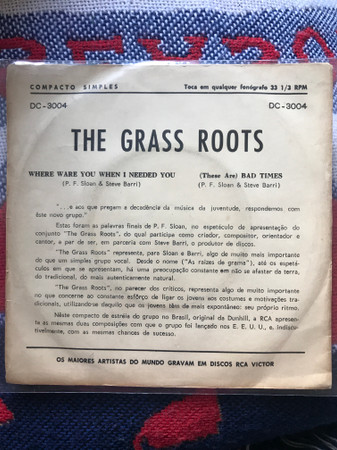 COMPACTO SIMPLES Toca em qualquer fonógrafo 33 1/3 RPM
DC-3004 DC-3004
THE GRASS ROOTS
WHERE WARE YOU WHEN I NEEDED YOU (These Are) BAD TIMES
(P. F. Sloan & Steve Barri) (P. F. Sloan & Steve Barri)
"...e aos que pregam a decadência da música da juventude, respondemos com
êste nôvo grupo."
Estas foram as palavras finais de P. F. Sloan, no espetáculo de apresentação do
conjunto "The Grass Roots", do qual participa como criador, compositor, orientador e
cantor, a par de ser, em parceria com Steve Barri, o produtor de discos.
"The Grass Roots" representa, para Sloan e Barri, algo de muito mais importante
do que um simples grupo vocal. Desde o nome ("As raízes de grama"), até os espetá-
culos em que se apresentam, há uma preocupação constante em não se afastar da terra,
do tradicional, do mais autênticamente natural.
"The Grass Roots", no parecer dos críticos, representa algo de muito importante
no que concerne ao constante esfôrço de ligar os jovens aos costumes e motivações tra-
dicionais, utilizando-se daquilo que os jovens têm de mais expontâneo: seu próprio ritmo.
Nêste compacto de estréia do grupo no Brasil, original da Dunhill, a RCA apresen-
ta as mesmas duas composições com que o grupo foi lançado nos E. E. U. U., e, indiscu-
tivelmente, com as mesmas chances de sucesso.
OS MAIORES ARTISTAS DO MUNDO GRAVAM EM DISCOS RCA VICTOR